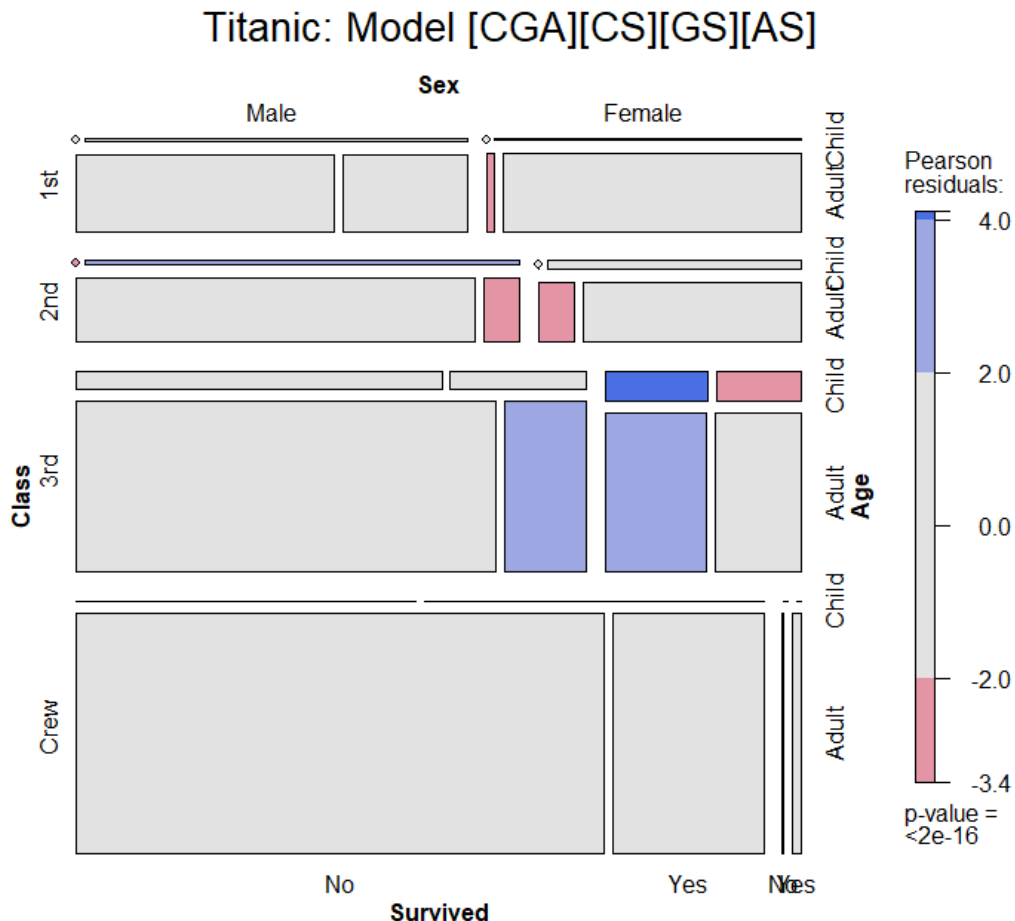 Titanic: Model [CGA][CS][GS][AS]
Sex
Male Female
Class
1st
2nd
3rd
Crew
Child
Adult
Child
Adult
Child
Adult
Child
Adult
Age
No Yes No Yes
Survived
Pearson
residuals:
4.0
2.0
0.0
-2.0
-3.4
p-value =
<2e-16